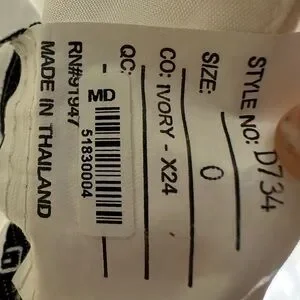 STYLE NO: D734
SIZE: 0
CO: IVORY - X24
QC:
MD
51830004
RN#91947
MADE IN THAILAND